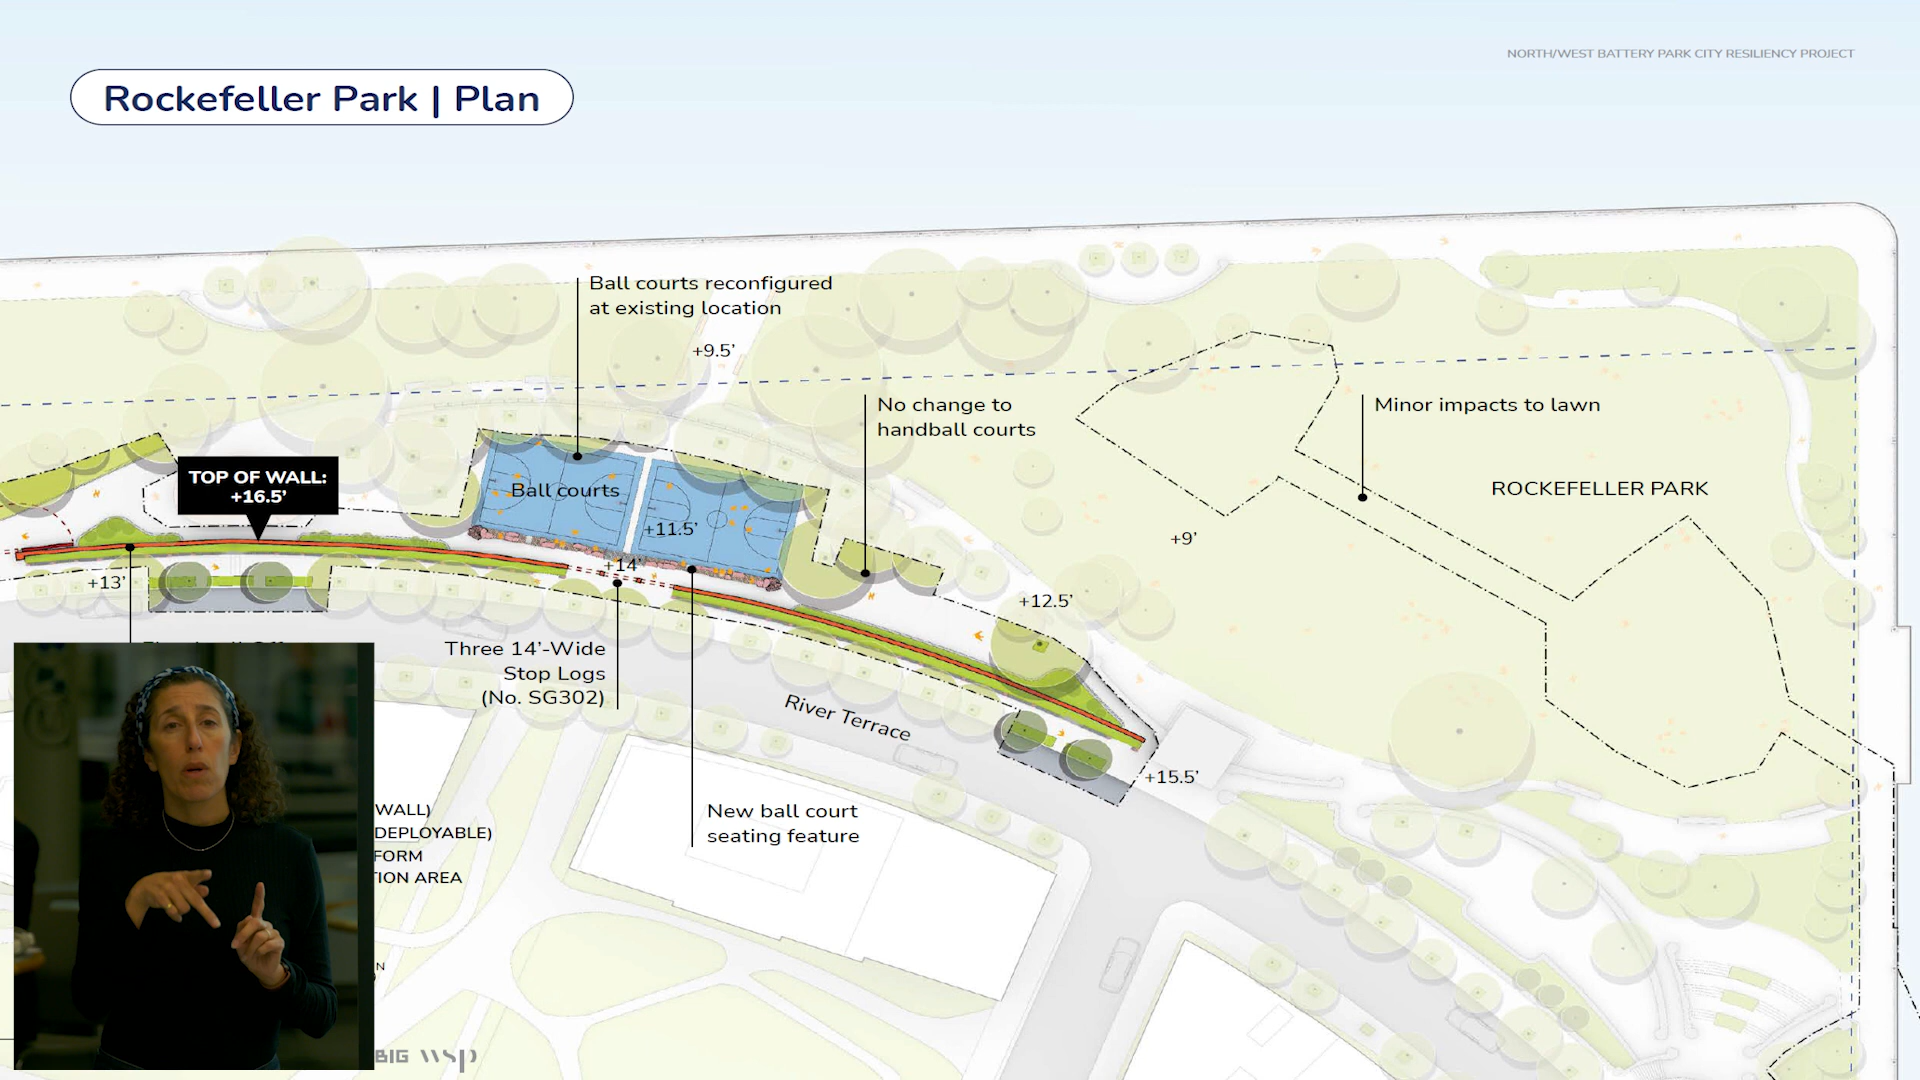 NORTH/WEST BATTERY PARK CITY RESILIENCY PROJECT
Rockefeller Park | Plan
Ball courts reconfigured
at existing location
+9.5’
No change to
handball courts
Minor impacts to lawn
TOP OF WALL:
+16.5’
Ball courts
ROCKEFELLER PARK
+11.5’
+9’
+14’
+13’
+12.5’
Three 14’-Wide
Stop Logs
(No. SG302)
River Terrace
+15.5’
New ball court
seating feature
WALL)
DEPLOYABLE)
FORM
TION AREA
N
BIG wsp